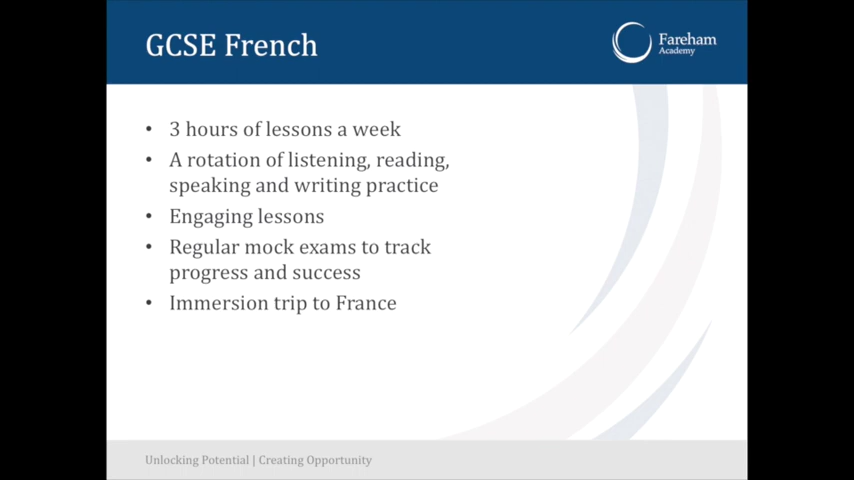 GCSE French
Fareham
Academy
• 3 hours of lessons a week
• A rotation of listening, reading,
speaking and writing practice
• Engaging lessons
• Regular mock exams to track
progress and success
• Immersion trip to France
Unlocking Potential | Creating Opportunity